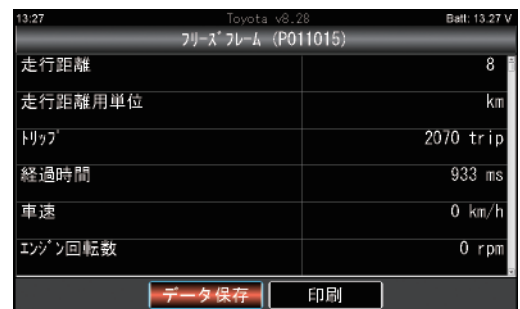 13:27 Toyota v8.28 Batt: 13.27 V
フリーズフレーム (P011015)
走行距離 8
走行距離用単位 km
トリップ 2070 trip
経過時間 933 ms
車速 0 km/h
エンジン回転数 0 rpm
データ保存 印刷